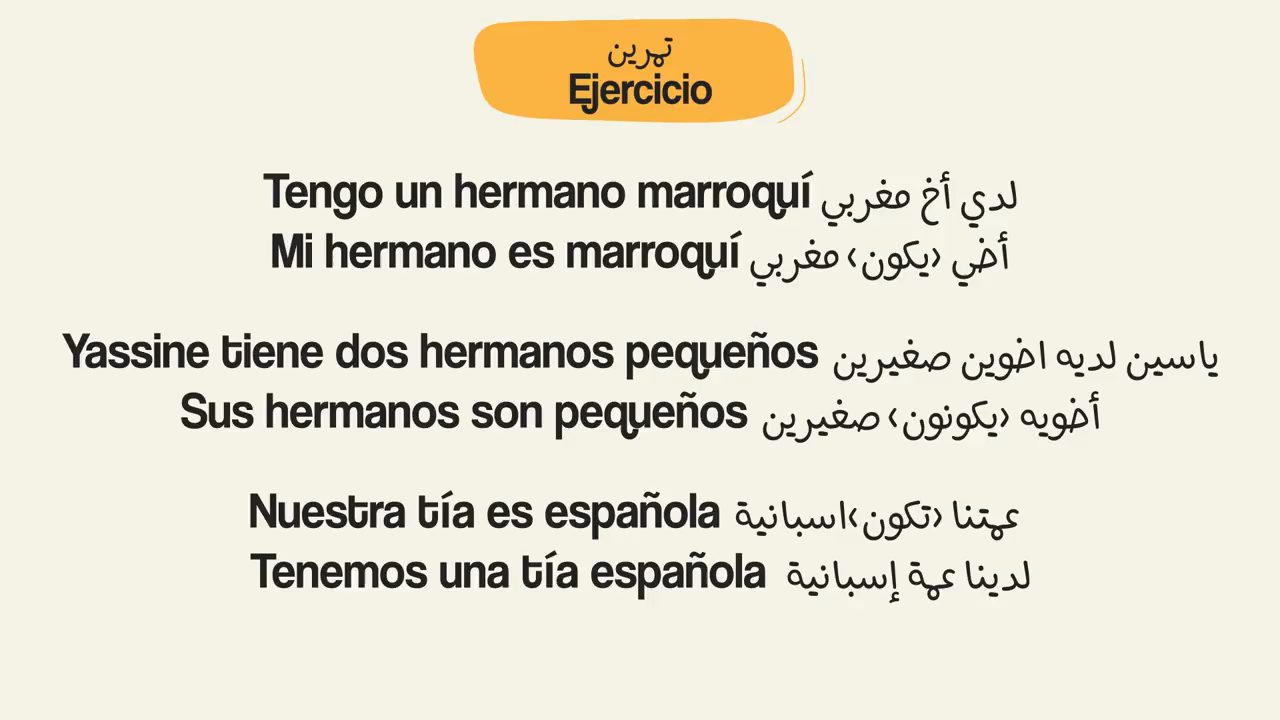 تمرين
Ejercicio
Tengo un hermano marroquí لدي أخ مغربي
Mi hermano es marroquí أخي ‹يكون› مغربي
Yassine tiene dos hermanos pequeños ياسين لديه اخوين صغيرين
Sus hermanos son pequeños أخويه ‹يكونون› صغيرين
Nuestra tía es española عمتنا ‹تكون›اسبانية
Tenemos una tía española لدينا عمة إسبانية